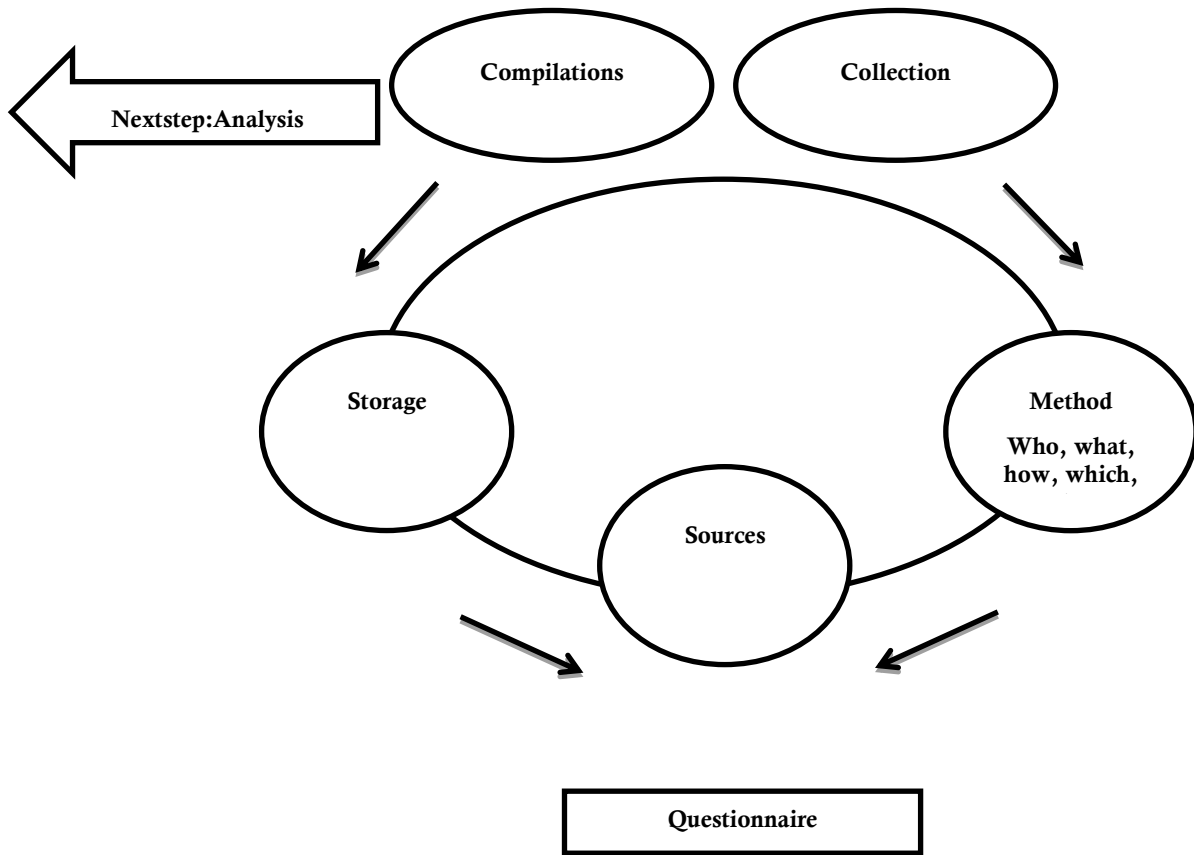 Compilations
Collection
Nextstep:Analysis
Storage
Method
Who, what,
how, which,
Sources
Questionnaire